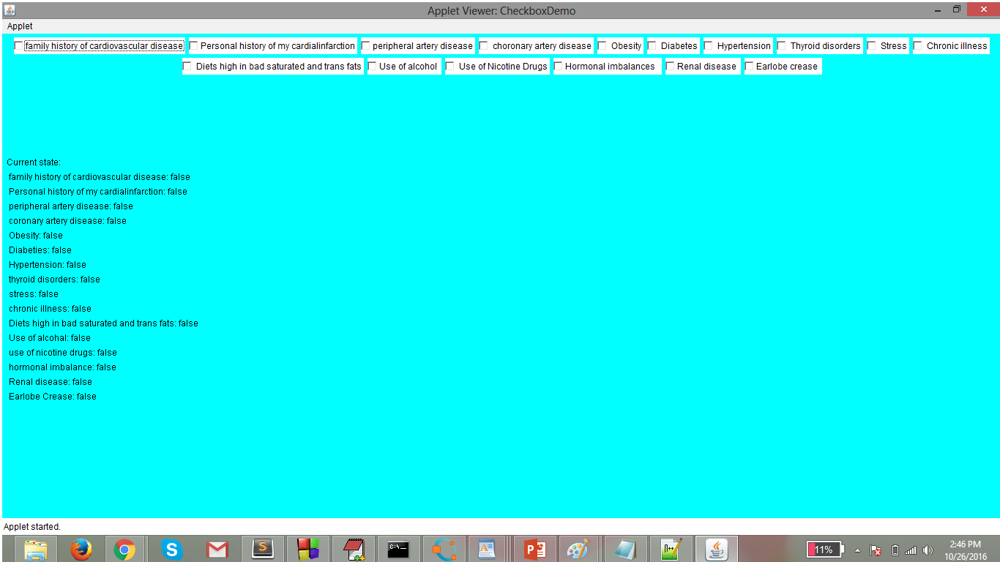 Applet Viewer: CheckboxDemo
Applet
family history of cardiovascular disease Personal history of my cardialinfarction peripheral artery disease choronary artery disease Obesity Diabetes Hypertension Thyroid disorders Stress Chronic illness
Diets high in bad saturated and trans fats Use of alcohol Use of Nicotine Drugs Hormonal imbalances Renal disease Earlobe crease
Current state:
family history of cardiovascular disease: false
Personal history of my cardialinfarction: false
peripheral artery disease: false
coronary artery disease: false
Obesity: false
Diabeties: false
Hypertension: false
thyroid disorders: false
stress: false
chronic illness: false
Diets high in bad saturated and trans fats: false
Use of alcohal: false
use of nicotine drugs: false
hormonal imbalance: false
Renal disease: false
Earlobe Crease: false
Applet started.
11% 2:46 PM
10/26/2016